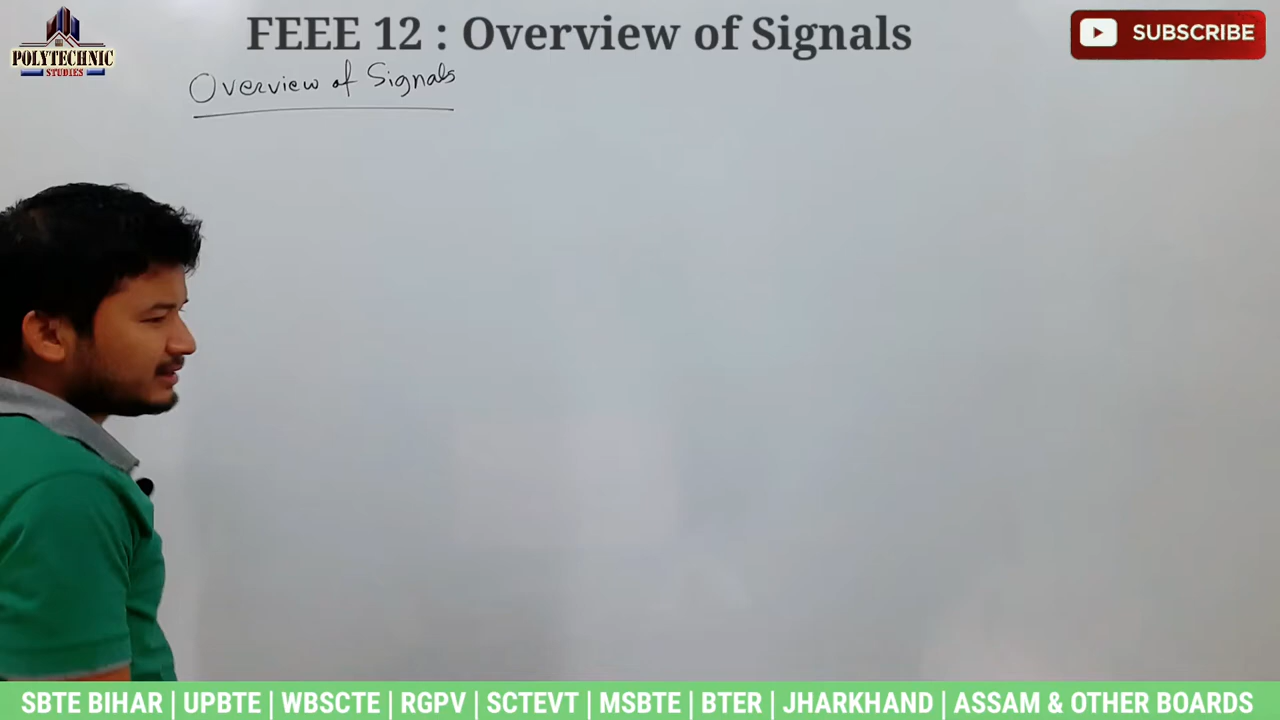 FEEE 12 : Overview of Signals
SUBSCRIBE
POLYTECHNIC
STUDIES
Overview of Signals
SBTE BIHAR | UPBTE | WBSCTE | RGPV | SCTEVT | MSBTE | BTER | JHARKHAND | ASSAM & OTHER BOARDS